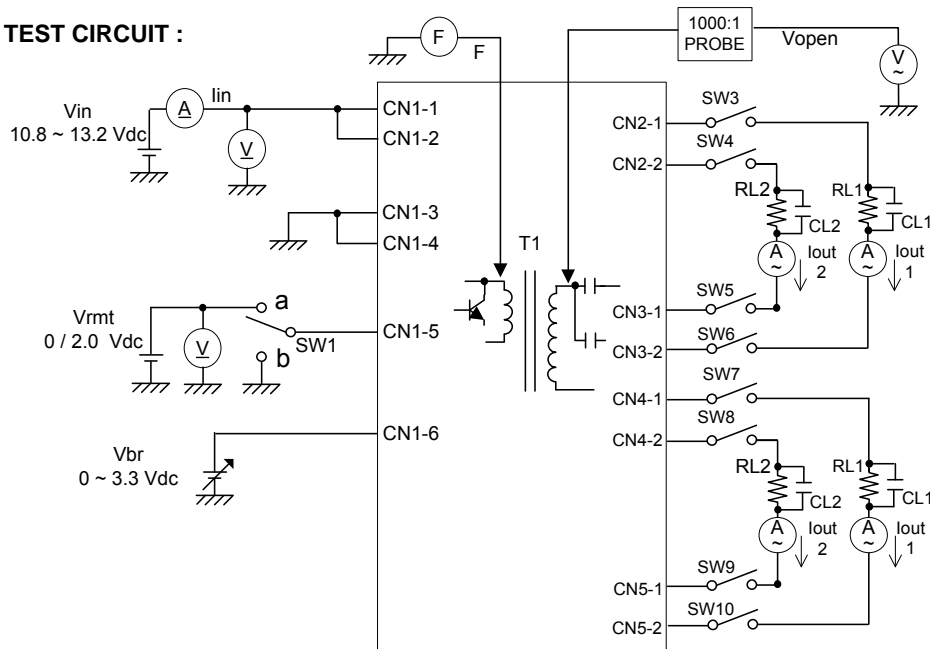 TEST CIRCUIT :
F
F
1000:1
PROBE
Vopen
V
~
Vin
10.8 ~ 13.2 Vdc
A
Iin
V
CN1-1
CN1-2
CN1-3
CN1-4
T1
Vrmt
0 / 2.0 Vdc
V
a
b
SW1
CN1-5
Vbr
0 ~ 3.3 Vdc
CN1-6
CN2-1
SW3
CN2-2
SW4
RL2
CL2
RL1
CL1
A
~
Iout
2
A
~
Iout
1
CN3-1
SW5
CN3-2
SW6
CN4-1
SW7
CN4-2
SW8
RL2
CL2
RL1
CL1
A
~
Iout
2
A
~
Iout
1
CN5-1
SW9
CN5-2
SW10